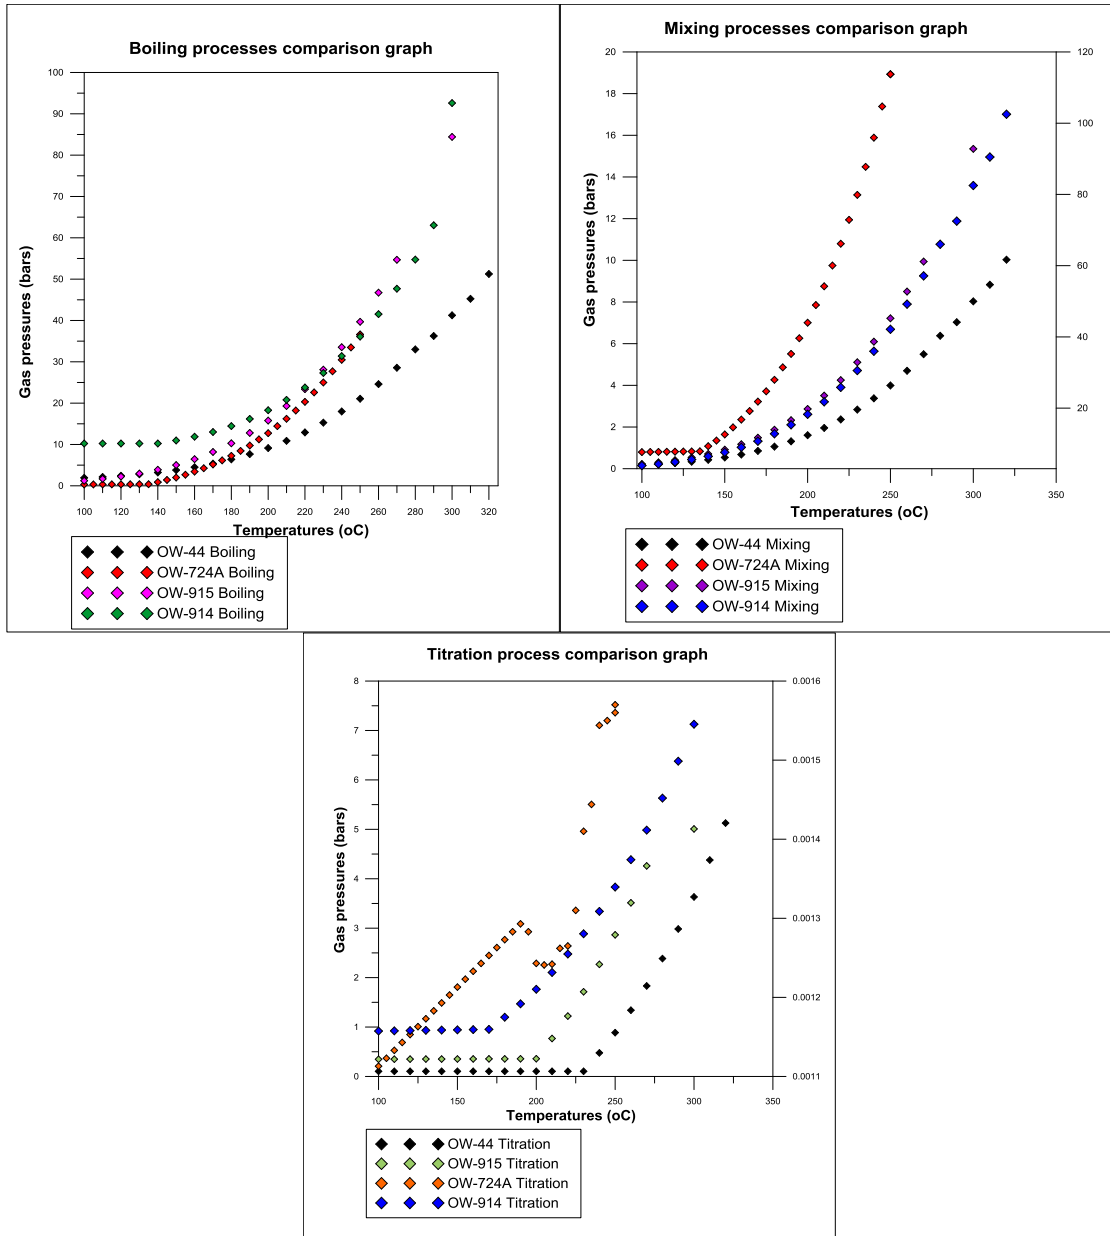 Boiling processes comparison graph
100
90
80
70
60
50
40
30
20
10
0
Gas pressures (bars)
100 120 140 160 180 200 220 240 260 280 300 320
Temperatures (oC)
OW-44 Boiling
OW-724A Boiling
OW-915 Boiling
OW-914 Boiling
Mixing processes comparison graph
20
18
16
14
12
10
8
6
4
2
0
Gas pressures (bars)
120
100
80
60
40
20
100 150 200 250 300 350
Temperatures (oC)
OW-44 Mixing
OW-724A Mixing
OW-915 Mixing
OW-914 Mixing
Titration process comparison graph
8
7
6
5
4
3
2
1
0
Gas pressures (bars)
0.0016
0.0015
0.0014
0.0013
0.0012
0.0011
100 150 200 250 300 350
Temperatures (oC)
OW-44 Titration
OW-915 Titration
OW-724A Titration
OW-914 Titration